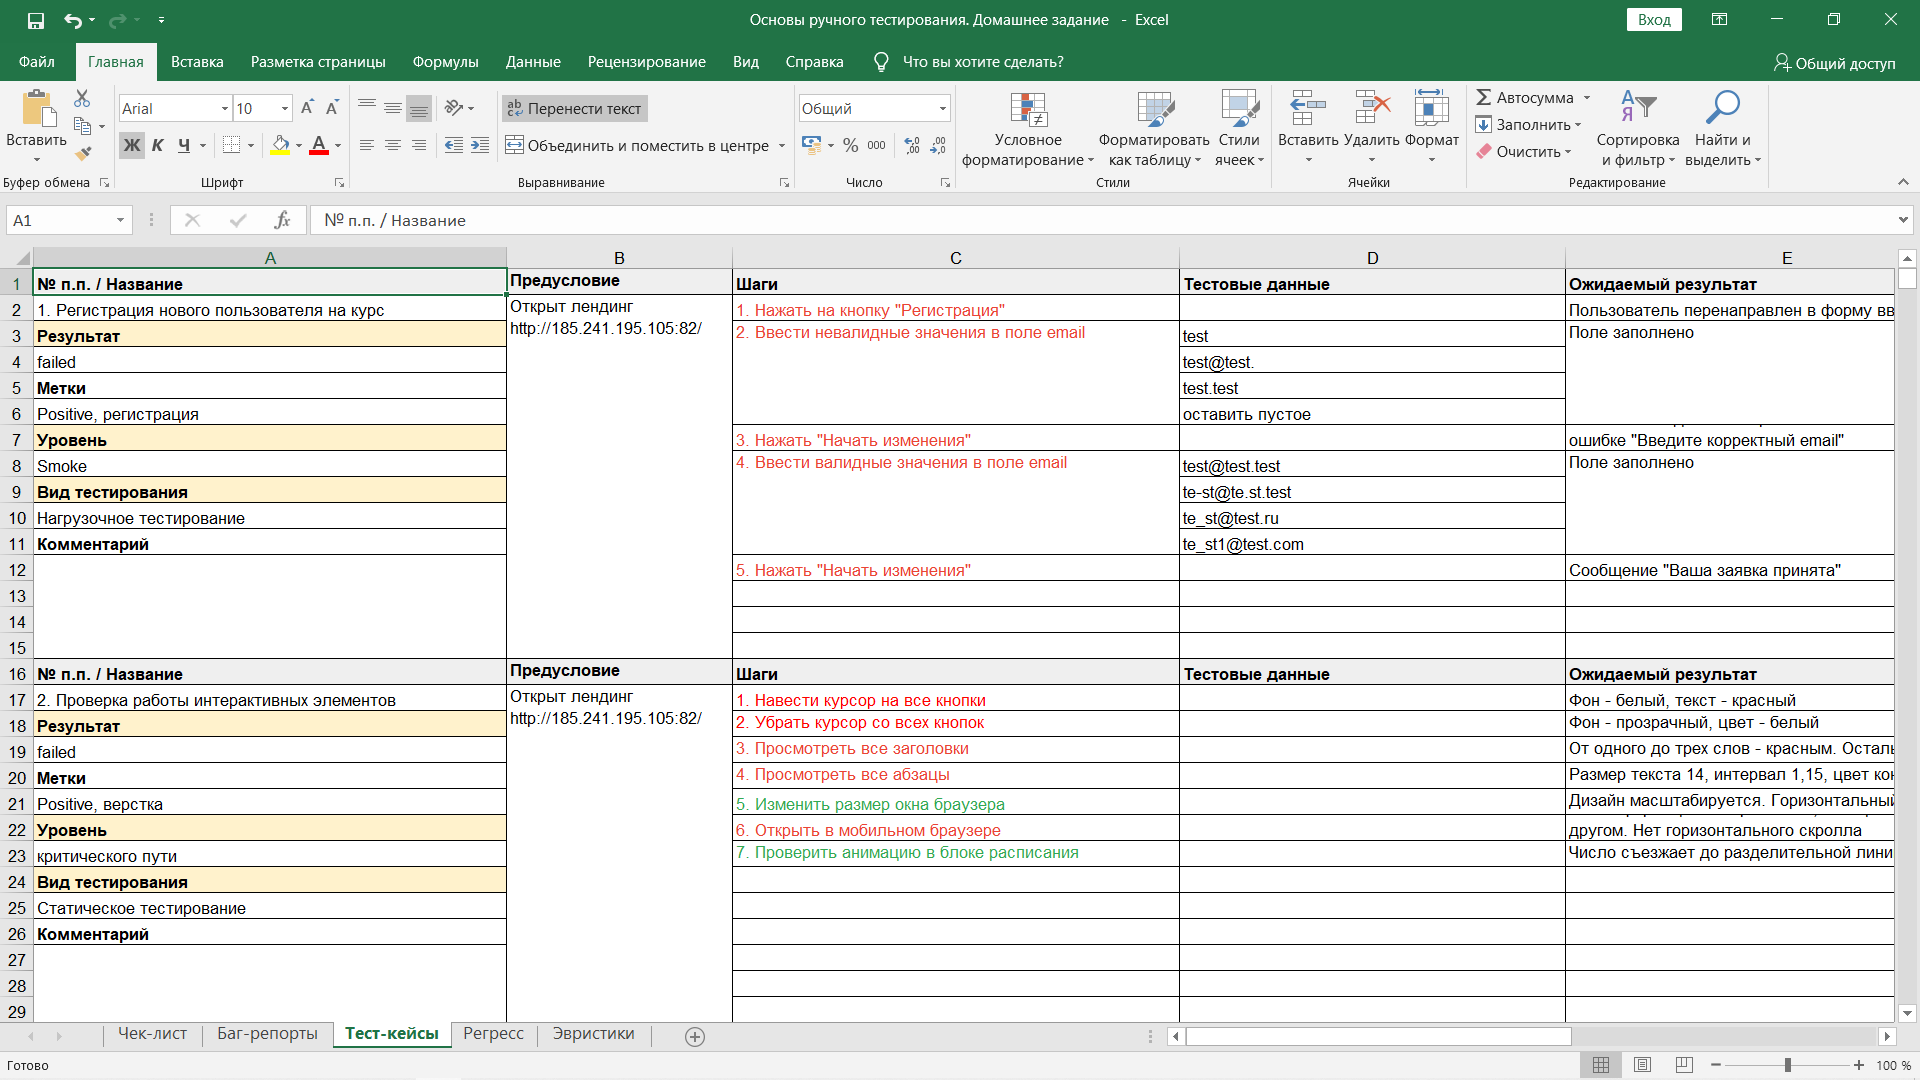 Основы ручного тестирования. Домашнее задание - Excel
Вход
Файл Главная Вставка Разметка страницы Формулы Данные Рецензирование Вид Справка Что вы хотите сделать? Общий доступ
Вставить
Буфер обмена
Arial 10
Ж К Ч
Шрифт
Перенести текст
Объединить и поместить в центре
Выравнивание
Общий
% 000
Число
Условное форматирование
Форматировать как таблицу
Стили ячеек
Стили
Вставить Удалить Формат
Ячейки
Автосумма
Заполнить
Очистить
Сортировка и фильтр
Найти и выделить
Редактирование
A1 fx № п.п. / Название
A B C D E
1 № п.п. / Название Предусловие Шаги Тестовые данные Ожидаемый результат
2 1. Регистрация нового пользователя на курс Открыт лендинг http://185.241.195.105:82/ 1. Нажать на кнопку "Регистрация" Пользователь перенаправлен в форму вв
3 Результат 2. Ввести невалидные значения в поле email test Поле заполнено
4 failed test@test.
5 Метки test.test
6 Positive, регистрация оставить пустое
7 Уровень 3. Нажать "Начать изменения" ошибке "Введите корректный email"
8 Smoke 4. Ввести валидные значения в поле email test@test.test Поле заполнено
9 Вид тестирования te-st@te.st.test
10 Нагрузочное тестирование te_st@test.ru
11 Комментарий te_st1@test.com
12 5. Нажать "Начать изменения" Сообщение "Ваша заявка принята"
13
14
15
16 № п.п. / Название Предусловие Шаги Тестовые данные Ожидаемый результат
17 2. Проверка работы интерактивных элементов Открыт лендинг http://185.241.195.105:82/ 1. Навести курсор на все кнопки Фон - белый, текст - красный
18 Результат 2. Убрать курсор со всех кнопок Фон - прозрачный, цвет - белый
19 failed 3. Просмотреть все заголовки От одного до трех слов - красным. Осталь
20 Метки 4. Просмотреть все абзацы Размер текста 14, интервал 1,15, цвет кон
21 Positive, верстка 5. Изменить размер окна браузера Дизайн масштабируется. Горизонтальный
22 Уровень 6. Открыть в мобильном браузере другом. Нет горизонтального скролла
23 критического пути 7. Проверить анимацию в блоке расписания Число съезжает до разделительной лини
24 Вид тестирования
25 Статическое тестирование
26 Комментарий
27
28
29
Чек-лист Баг-репорты Тест-кейсы Регресс Эвристики
Готово 100 %